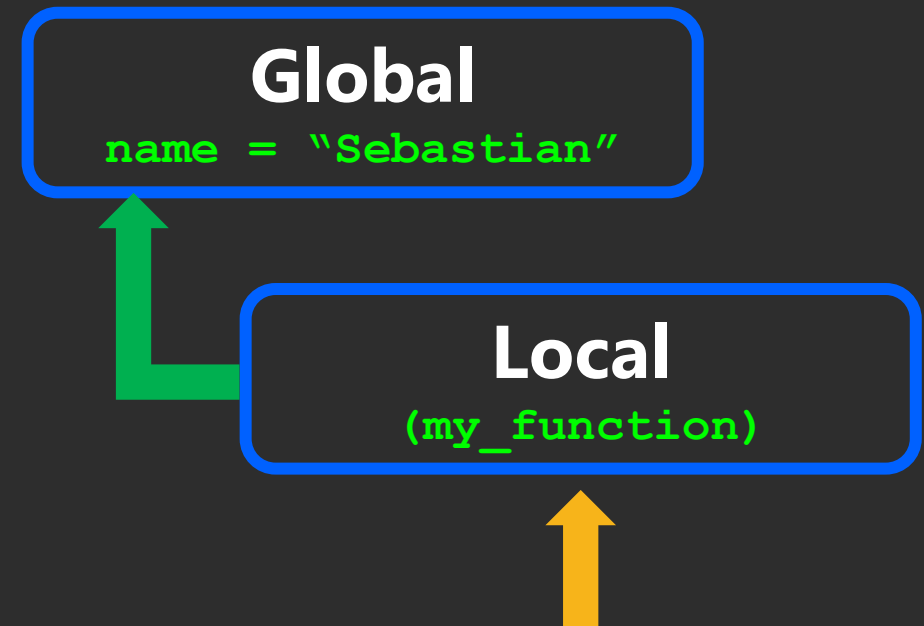 Global
name = “Sebastian”
Local
(my_function)